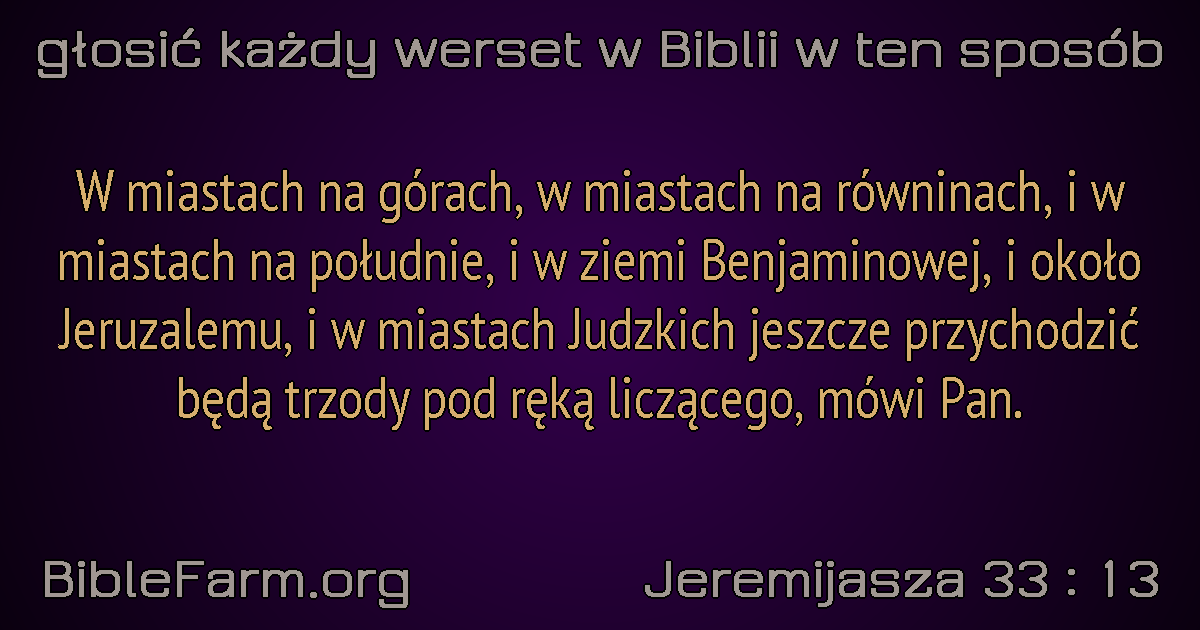 głosić każdy werset w Biblii w ten sposób
W miastach na górach, w miastach na równinach, i w
miastach na południe, i w ziemi Benjaminowej, i około
Jeruzalemu, i w miastach Judzkich jeszcze przychodzić
będą trzody pod ręką liczącego, mówi Pan.
BibleFarm.org
Jeremijasza 33 : 13